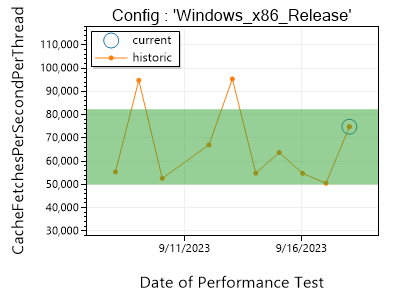 Config : 'Windows_x86_Release'
current
historic
CacheFetchesPerSecondPerThread
110,000
100,000
90,000
80,000
70,000
60,000
50,000
40,000
30,000
9/11/2023
9/16/2023
Date of Performance Test